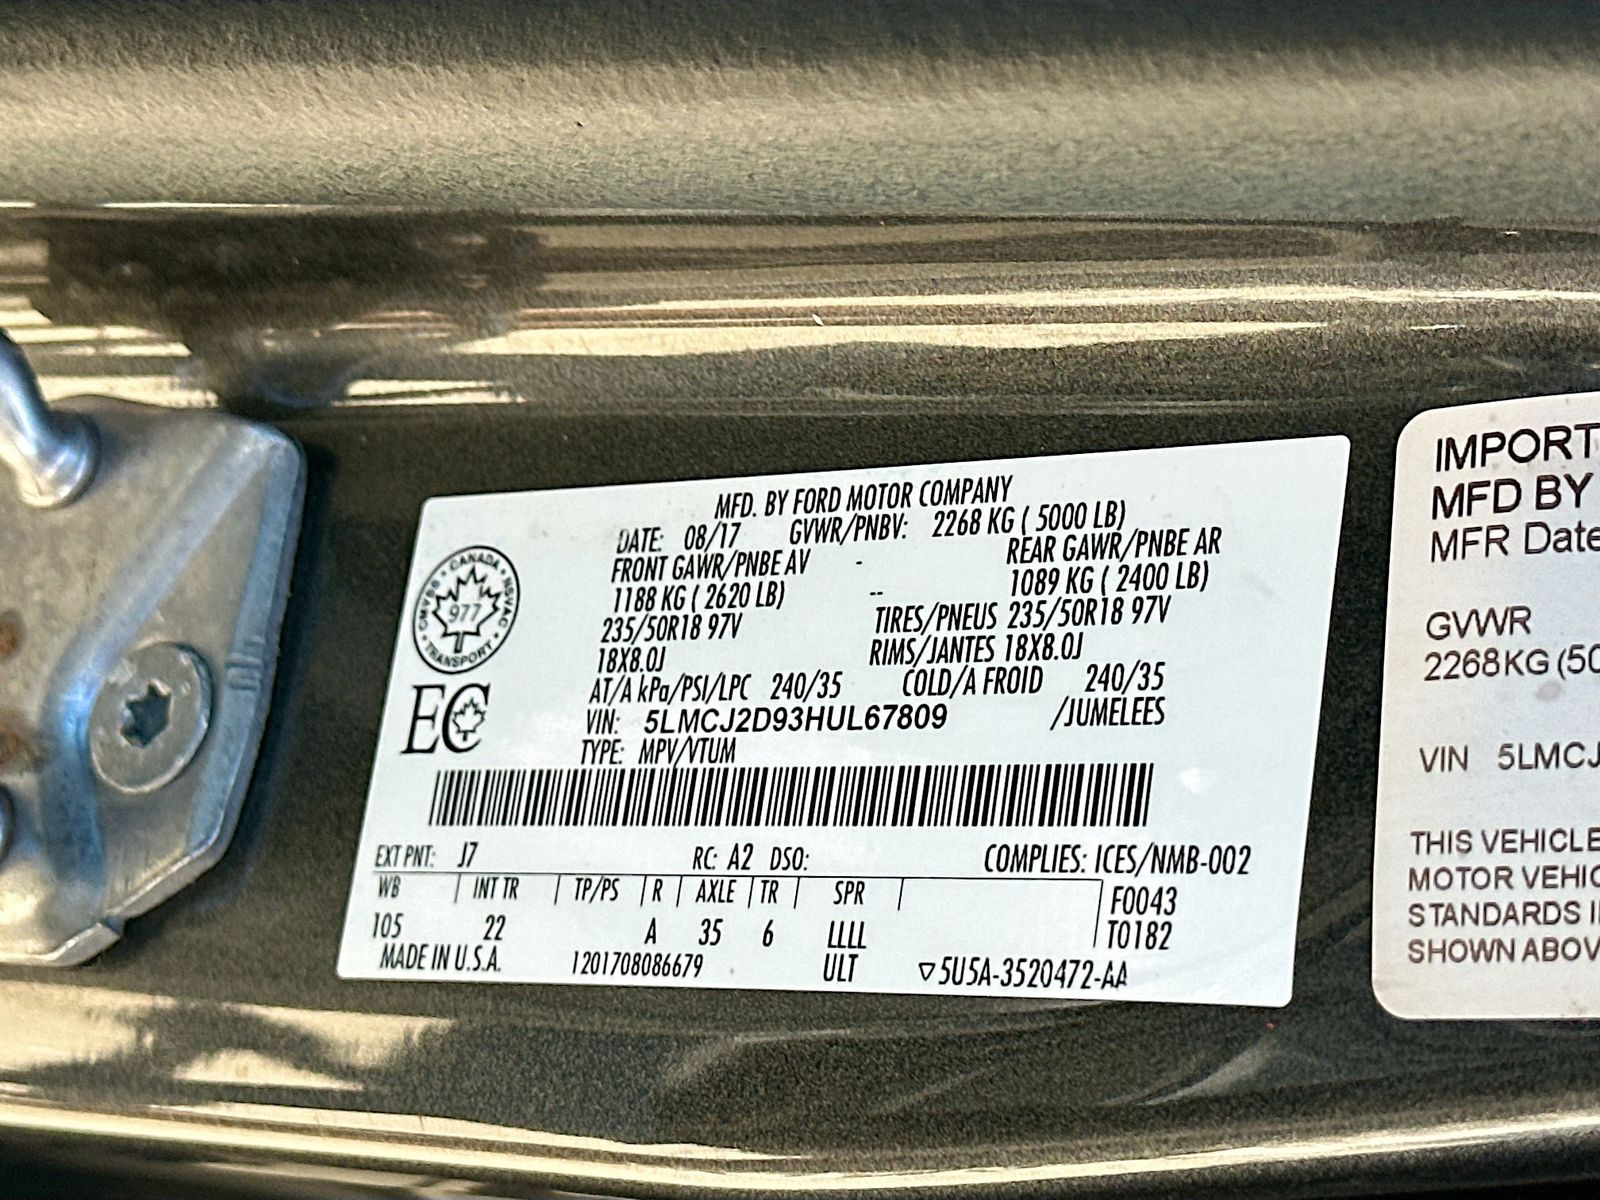 MFD. BY FORD MOTOR COMPANY
DATE: 08/17 GVWR/PNBV: 2268 KG ( 5000 LB)
FRONT GAWR/PNBE AV - REAR GAWR/PNBE AR
1188 KG ( 2620 LB) -- 1089 KG ( 2400 LB)
235/50R18 97V TIRES/PNEUS 235/50R18 97V
18X8.0J RIMS/JANTES 18X8.0J
AT/A kPa/PSI/LPC 240/35 COLD/A FROID 240/35
VIN: 5LMCJ2D93HUL67809 /JUMELEES
TYPE: MPV/VTUM
CANADA
CMVSS NSVAC
977
TRANSPORT
EC
EXT PNT: J7 RC: A2 DSO: COMPLIES: ICES/NMB-002
WB | INT TR | TP/PS | R | AXLE | TR | SPR | F0043
105 22 A 35 6 LLLL T0182
MADE IN U.S.A. 1201708086679 ULT ▽5U5A-3520472-AA
IMPORT
MFD BY
MFR Date
GVWR
2268KG (50
VIN 5LMCJ
THIS VEHICLE
MOTOR VEHIC
STANDARDS I
SHOWN ABOV